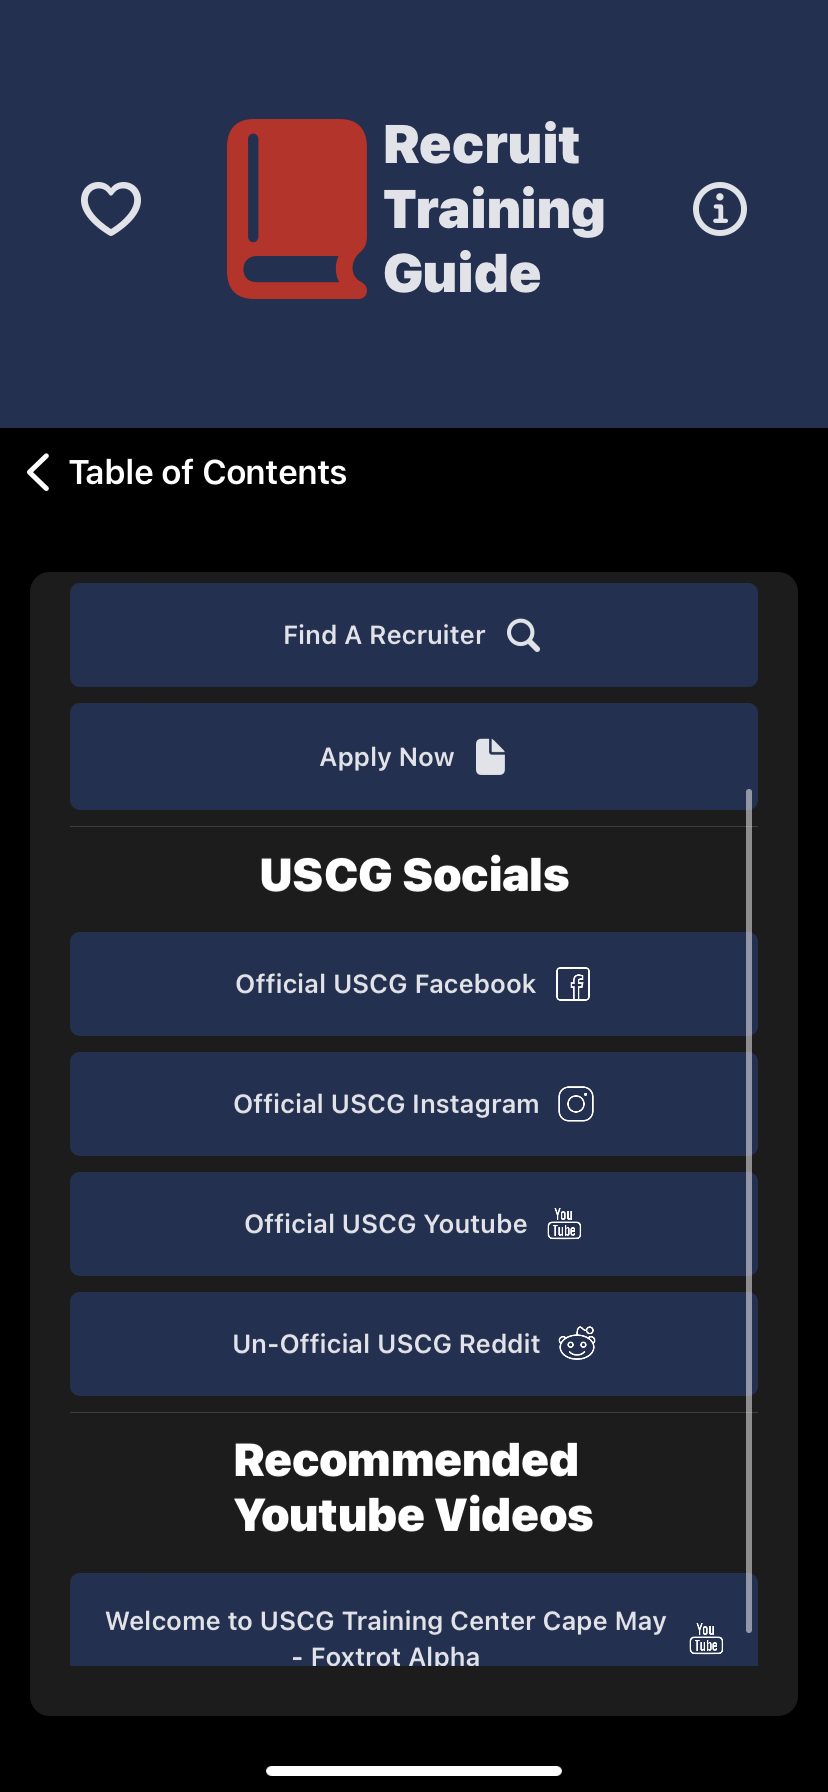 Recruit
Training
Guide
Table of Contents
Find A Recruiter
Apply Now
USCG Socials
Official USCG Facebook
Official USCG Instagram
Official USCG Youtube
You
Tube
Un-Official USCG Reddit
Recommended
Youtube Videos
Welcome to USCG Training Center Cape May
- Foxtrot Alpha
You
Tube